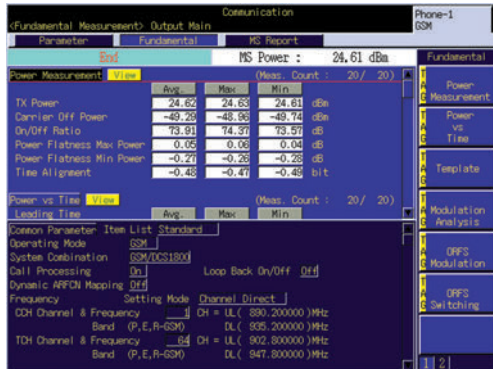 Communication
Phone-1
<Fundamental Measurement> Output Main
GSM
Parameter Fundamental MS Report
End MS Power : 24.61 dBm
Fundamental
Power Measurement View (Meas. Count : 20/ 20)
Avg. Max Min
TX Power 24.62 24.63 24.61 dBm
Carrier Off Power -49.29 -48.96 -49.74 dBm
On/Off Ratio 73.91 74.37 73.57 dB
Power Flatness Max Power 0.05 0.06 0.04 dB
Power Flatness Min Power -0.27 -0.26 -0.28 dB
Time Alignment -0.48 -0.47 -0.49 bit
Power vs Time View (Meas. Count : 20/ 20)
Leading Time Avg. Max Min
Common Parameter Item List Standard
Operating Mode GSM
System Combination GSM/DCS1800
Call Processing On Loop Back On/Off Off
Dynamic ARFCN Mapping Off
Frequency Setting Mode Channel Direct
CCH Channel & Frequency 1 CH = UL( 890.200000)MHz
Band (P,E,R-GSM) DL( 935.200000)MHz
TCH Channel & Frequency 64 CH = UL( 902.800000)MHz
Band (P,E,R-GSM) DL( 947.800000)MHz
TAG Power Measurement
TAG Power vs Time
TAG Template
TAG Modulation Analysis
TAG ORFS Modulation
TAG ORFS Switching
1 2